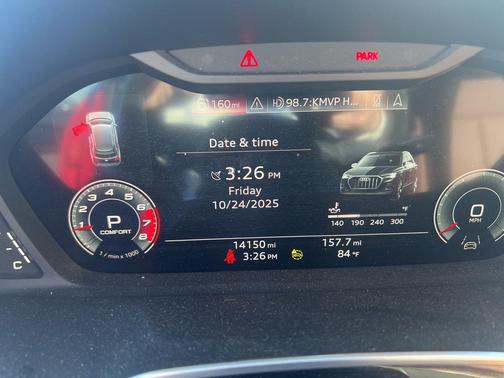 PARK
160 mi
98.7:KMVP H...
Date & time
3:26 PM
Friday
10/24/2025
P
COMFORT
1 2 3 4 5 6 7 8
1 / min x 1000
°F
140 190 240 300
0
MPH
C
14150 mi
157.7 mi
3:26 PM
84 °F